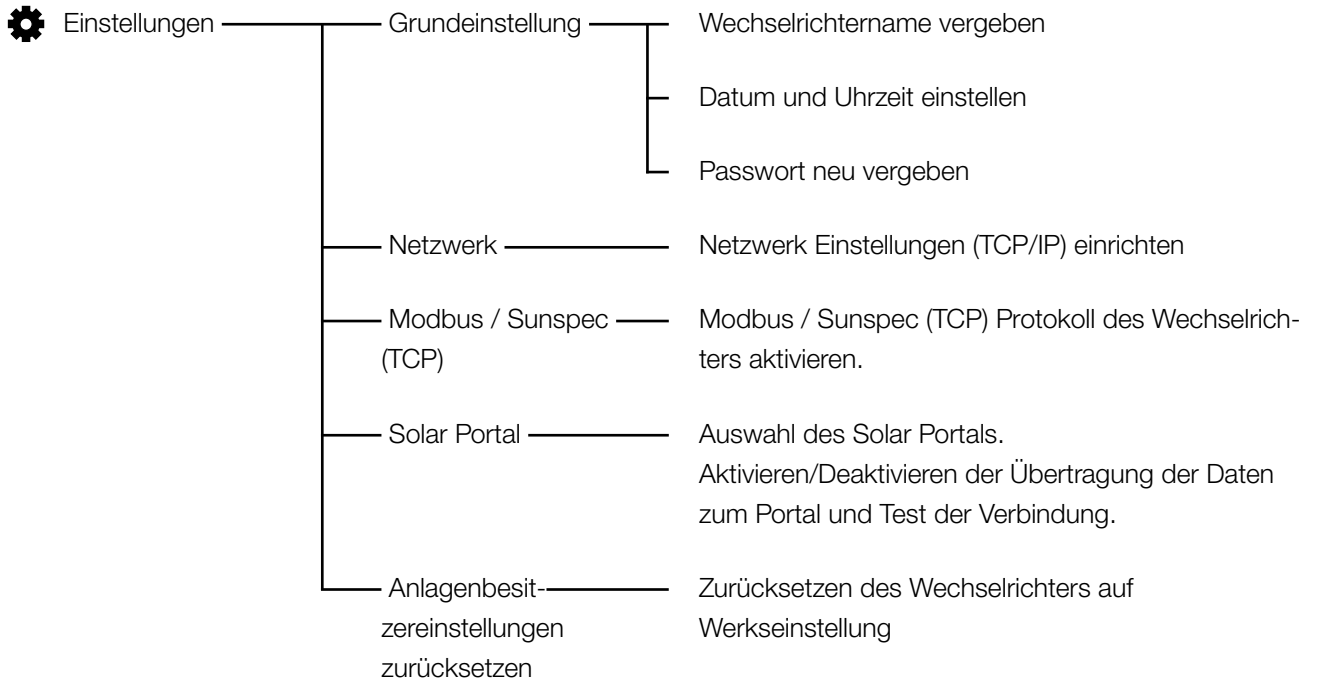 Einstellungen
Grundeinstellung
Wechselrichtername vergeben
Datum und Uhrzeit einstellen
Passwort neu vergeben
Netzwerk
Netzwerk Einstellungen (TCP/IP) einrichten
Modbus / Sunspec
(TCP)
Modbus / Sunspec (TCP) Protokoll des Wechselrich-
ters aktivieren.
Solar Portal
Auswahl des Solar Portals.
Aktivieren/Deaktivieren der Übertragung der Daten
zum Portal und Test der Verbindung.
Anlagenbesit-
zereinstellungen
zurücksetzen
Zurücksetzen des Wechselrichters auf
Werkseinstellung